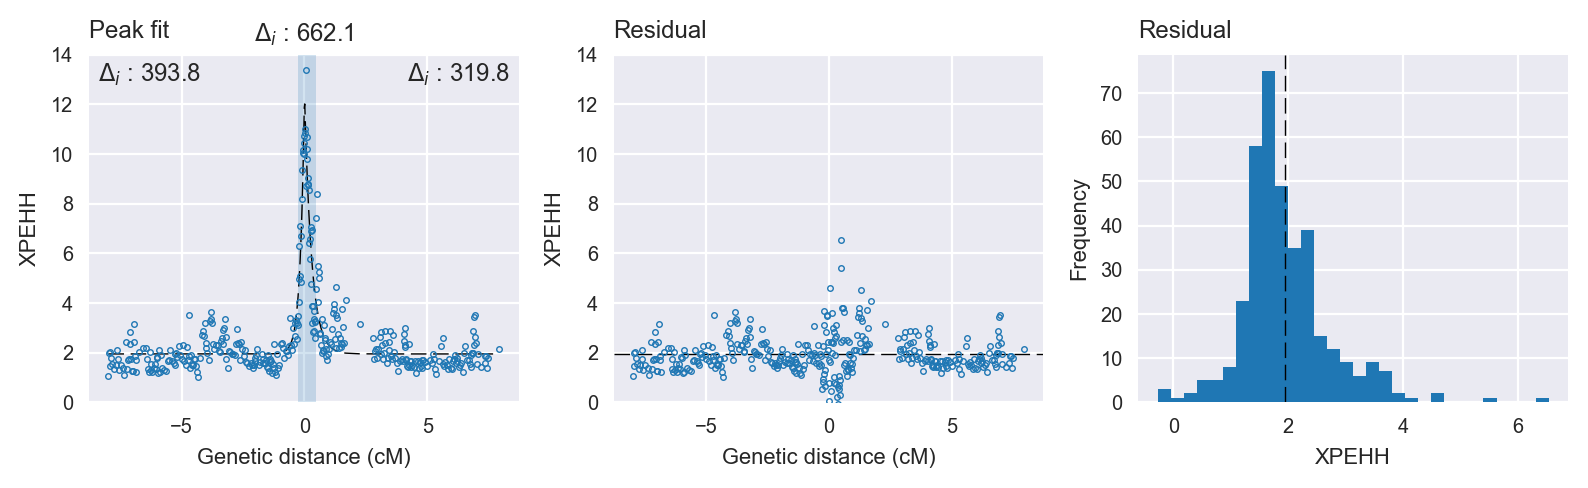 Peak fit
Δi : 662.1
Δi : 393.8
Δi : 319.8
14
12
10
8
6
4
2
0
XPEHH
−5
0
5
Genetic distance (cM)
Residual
14
12
10
8
6
4
2
0
XPEHH
−5
0
5
Genetic distance (cM)
Residual
70
60
50
40
30
20
10
0
Frequency
0
2
4
6
XPEHH